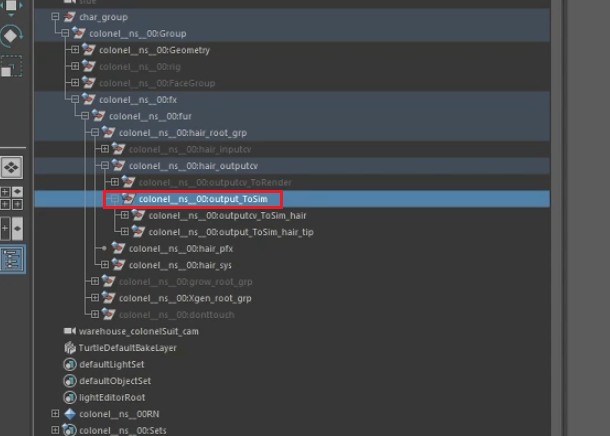 side
char_group
colonel__ns__00:Group
colonel__ns__00:Geometry
colonel__ns__00:rig
colonel__ns__00:FaceGroup
colonel__ns__00:fx
colonel__ns__00:fur
colonel__ns__00:hair_root_grp
colonel__ns__00:hair_inputcv
colonel__ns__00:hair_outputcv
colonel__ns__00:outputcv_ToRender
colonel__ns__00:output_ToSim
colonel__ns__00:outputcv_ToSim_hair
colonel__ns__00:output_ToSim_hair_tip
colonel__ns__00:hair_pfx
colonel__ns__00:hair_sys
colonel__ns__00:grow_root_grp
colonel__ns__00:Xgen_root_grp
colonel__ns__00:donttouch
warehouse_colonelSuit_cam
TurtleDefaultBakeLayer
defaultLightSet
defaultObjectSet
lightEditorRoot
colonel__ns__00RN
colonel__ns__00:Sets